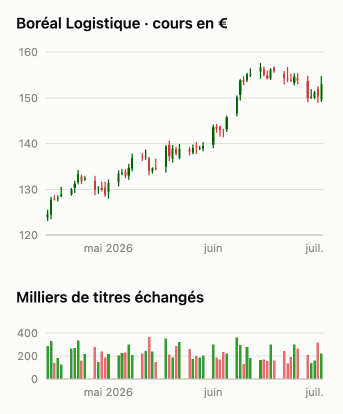 Boréal Logistique · cours en €
160
150
140
130
120
mai 2026 juin juil.
Milliers de titres échangés
400
200
0
mai 2026 juin juil.